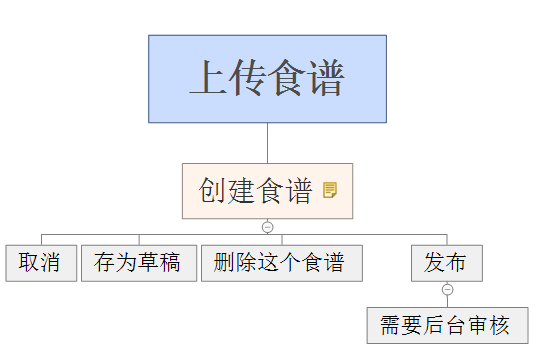 上传食谱
创建食谱
取消
存为草稿
删除这个食谱
发布
需要后台审核